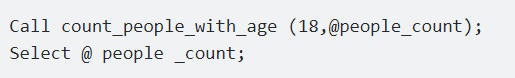 Call count_people_with_age (18,@people_count);
Select @ people _count;